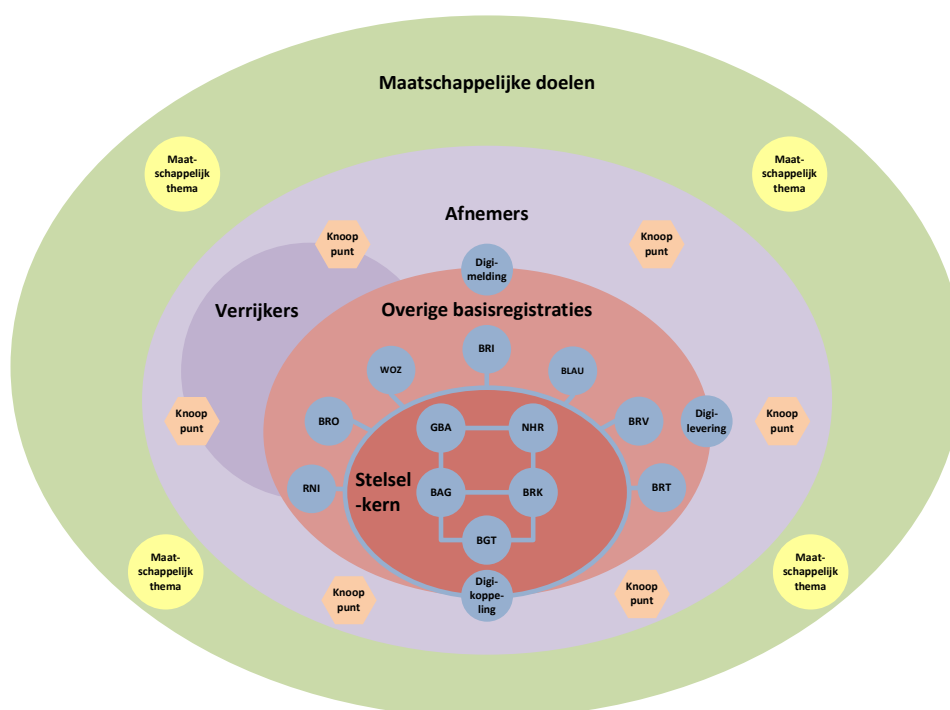 Maatschappelijke doelen
Maat-
schappelijk
thema
Maat-
schappelijk
thema
Afnemers
Knoop
punt
Knoop
punt
Digi-
melding
Verrijkers
Overige basisregistraties
BRI
WOZ
BLAU
BRO
GBA
NHR
BRV
Digi-
levering
Knoop
punt
Knoop
punt
RNI
Stelsel
-kern
BAG
BRK
BRT
BGT
Maat-
schappelijk
thema
Maat-
schappelijk
thema
Knoop
punt
Digi-
koppe-
ling
Knoop
punt